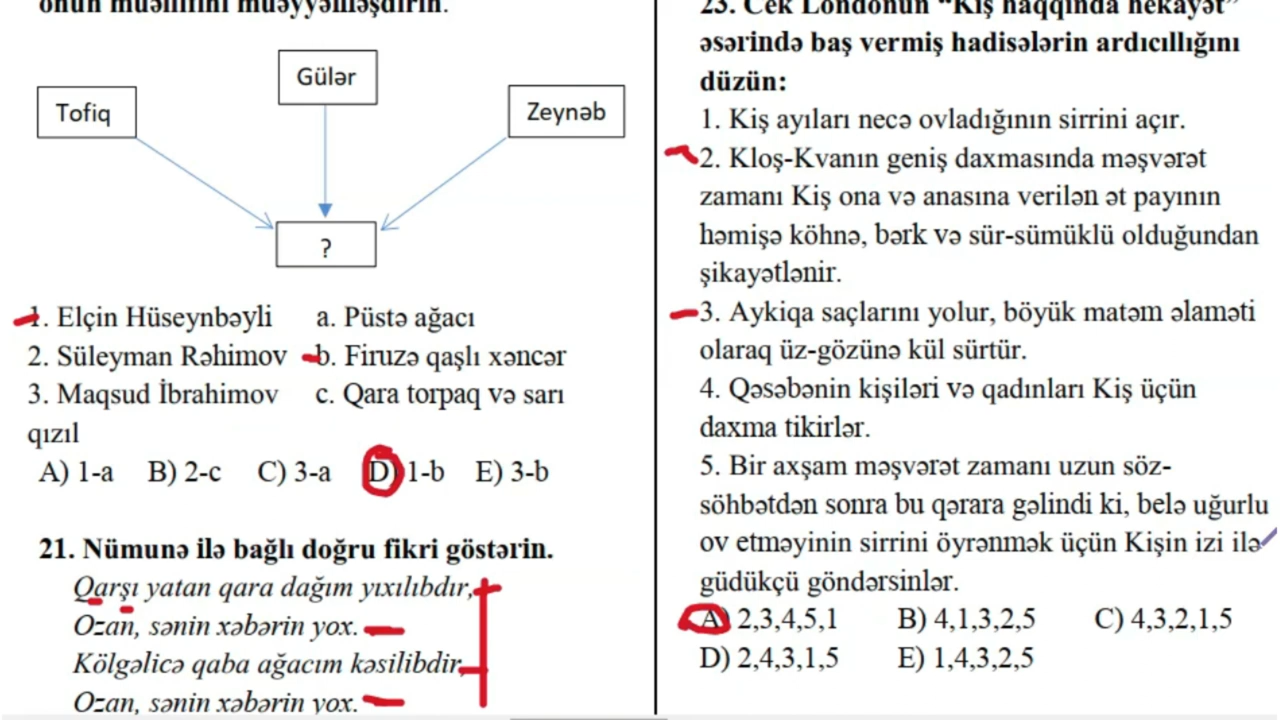 onun müəllifini müəyyənləşdirin.
Gülər
Tofiq
Zeynəb
?
1. Elçin Hüseynbəyli a. Püstə ağacı
2. Süleyman Rəhimov b. Firuzə qaşlı xəncər
3. Maqsud İbrahimov c. Qara torpaq və sarı
qızıl
A) 1-a B) 2-c C) 3-a D) 1-b E) 3-b
21. Nümunə ilə bağlı doğru fikri göstərin.
Qarşı yatan qara dağım yıxılıbdır,
Ozan, sənin xəbərin yox.
Kölgəlicə qaba ağacım kəsilibdir,
Ozan, sənin xəbərin yox.
23. Cek Londonun “Kiş haqqında hekayət”
əsərində baş vermiş hadisələrin ardıcıllığını
düzün:
1. Kiş ayıları necə ovladığının sirrini açır.
2. Kloş-Kvanın geniş daxmasında məşvərət
zamanı Kiş ona və anasına verilən ət payının
həmişə köhnə, bərk və sür-sümüklü olduğundan
şikayətlənir.
3. Aykiqa saçlarını yolur, böyük matəm əlaməti
olaraq üz-gözünə kül sürtür.
4. Qəsəbənin kişiləri və qadınları Kiş üçün
daxma tikirlər.
5. Bir axşam məşvərət zamanı uzun söz-
söhbətdən sonra bu qərara gəlindi ki, belə uğurlu
ov etməyinin sirrini öyrənmək üçün Kişin izi ilə
güdükçü göndərsinlər.
A) 2,3,4,5,1 B) 4,1,3,2,5 C) 4,3,2,1,5
D) 2,4,3,1,5 E) 1,4,3,2,5